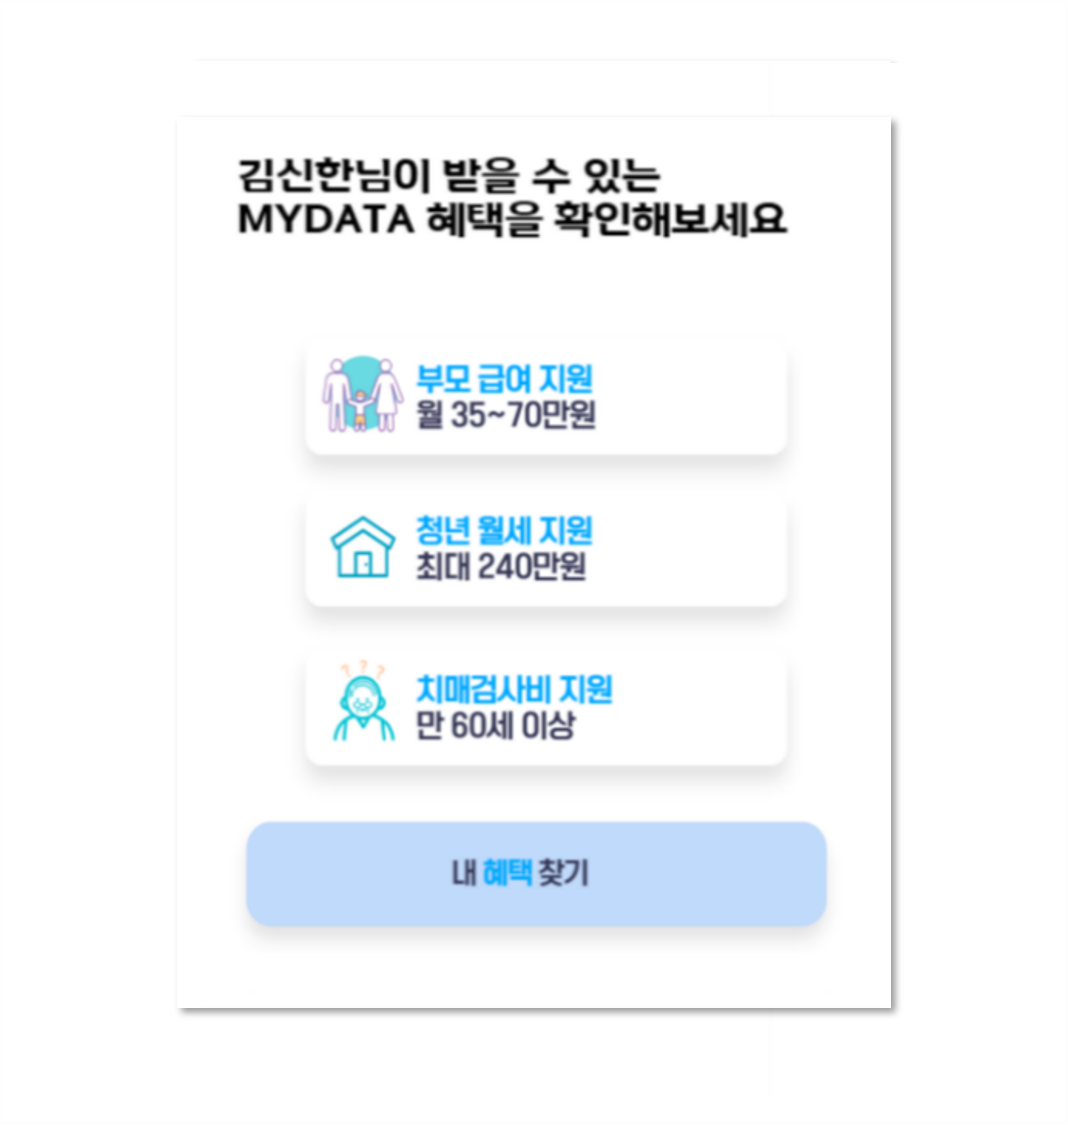 김신한님이 받을 수 있는
MYDATA 혜택을 확인해보세요
부모 급여 지원
월 35~70만원
청년 월세 지원
최대 240만원
? ? ?
치매검사비 지원
만 60세 이상
내 혜택 찾기